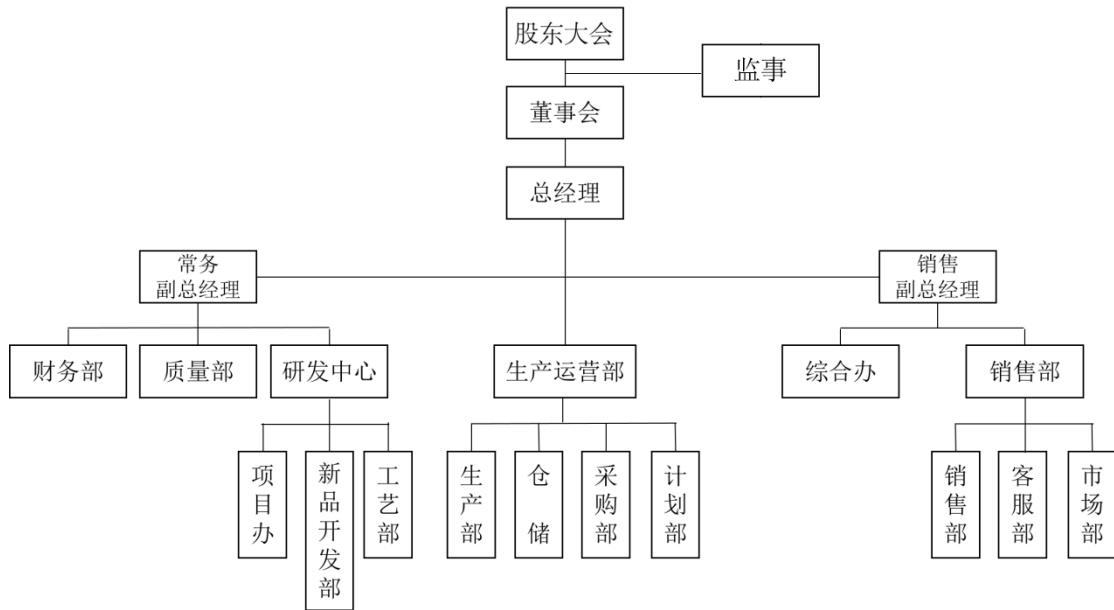 股东大会
监事
董事会
总经理
常务
副总经理
销售
副总经理
财务部
质量部
研发中心
生产运营部
综合办
销售部
项目办
新品开发部
工艺部
生产部
仓储
采购部
计划部
销售部
客服部
市场部